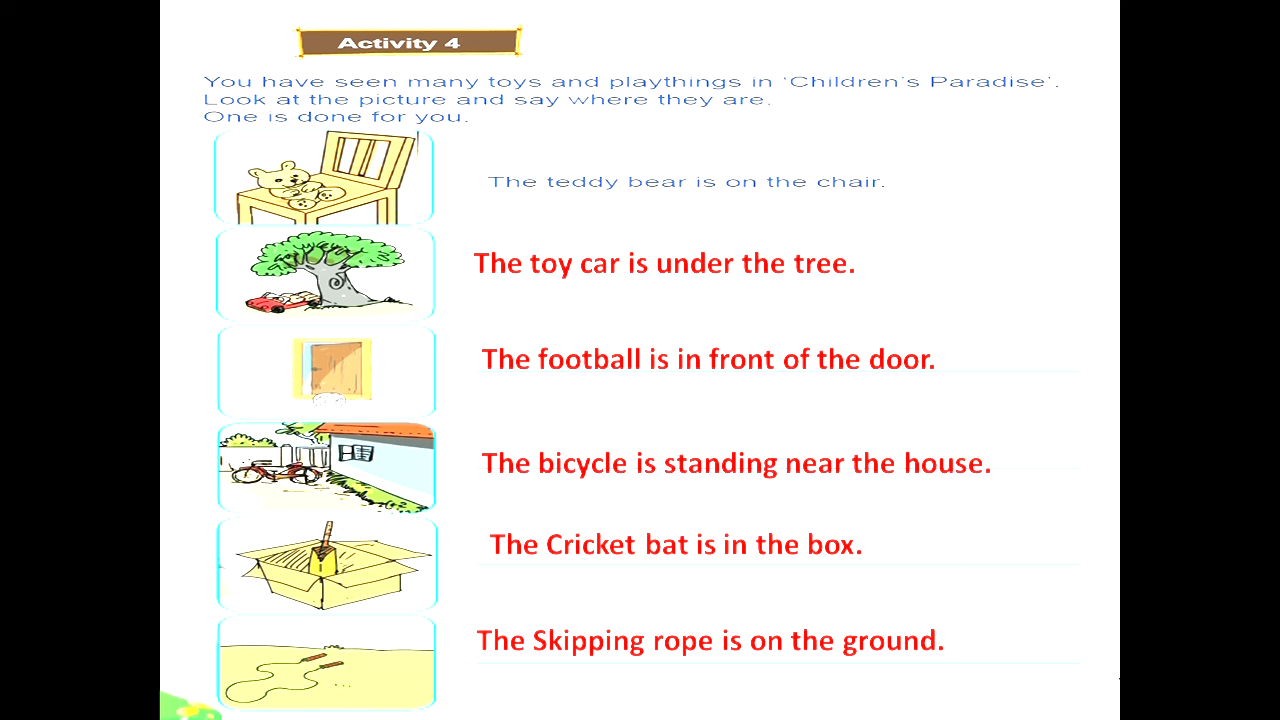 Activity 4
You have seen many toys and playthings in ‘Children’s Paradise’.
Look at the picture and say where they are.
One is done for you.
The teddy bear is on the chair.
The toy car is under the tree.
The football is in front of the door.
The bicycle is standing near the house.
The Cricket bat is in the box.
The Skipping rope is on the ground.